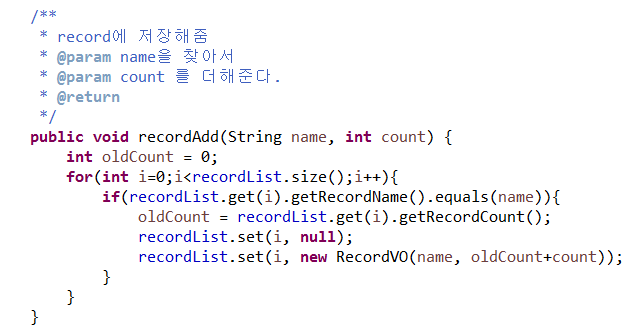 /**
 * record에 저장해줌
 * @param name을 찾아서
 * @param count 를 더해준다.
 * @return
 */
public void recordAdd(String name, int count) {
    int oldCount = 0;
    for(int i=0;i<recordList.size();i++){
        if(recordList.get(i).getRecordName().equals(name)){
            oldCount = recordList.get(i).getRecordCount();
            recordList.set(i, null);
            recordList.set(i, new RecordVO(name, oldCount+count));
        }
    }
}